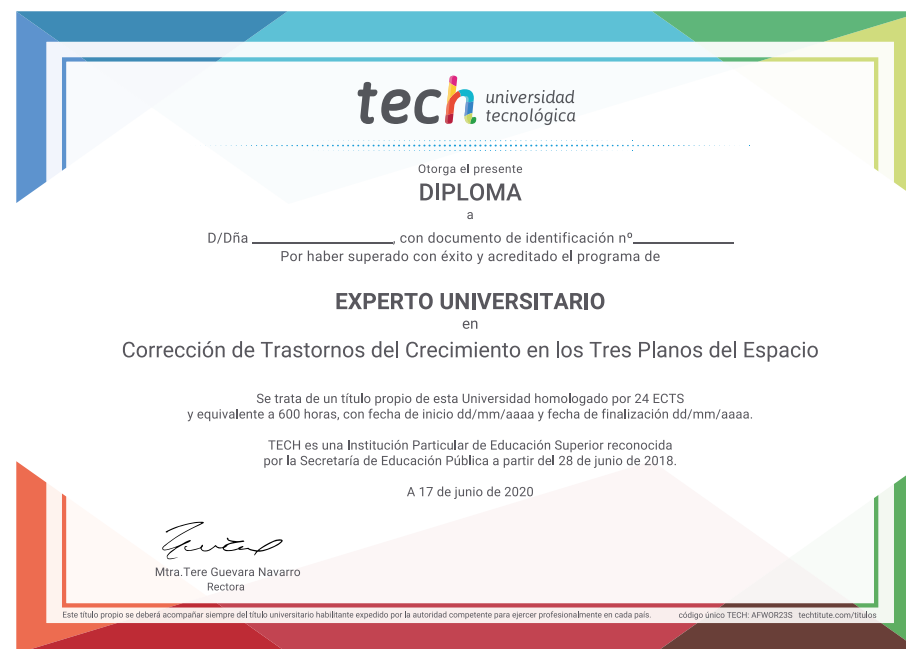 tech universidad
tecnológica
Otorga el presente
DIPLOMA
a
D/Dña ____________________, con documento de identificación nº______________
Por haber superado con éxito y acreditado el programa de
EXPERTO UNIVERSITARIO
en
Corrección de Trastornos del Crecimiento en los Tres Planos del Espacio
Se trata de un título propio de esta Universidad homologado por 24 ECTS
y equivalente a 600 horas, con fecha de inicio dd/mm/aaaa y fecha de finalización dd/mm/aaaa.
TECH es una Institución Particular de Educación Superior reconocida
por la Secretaría de Educación Pública a partir del 28 de junio de 2018.
A 17 de junio de 2020
Mtra.Tere Guevara Navarro
Rectora
Este título propio se deberá acompañar siempre del título universitario habilitante expedido por la autoridad competente para ejercer profesionalmente en cada país. código único TECH: AFWOR23S techtitute.com/titulos